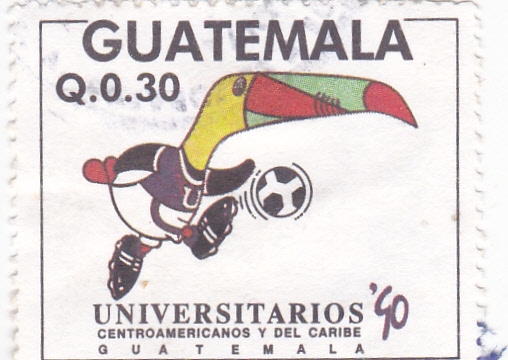 GUATEMALA
Q.0.30
U
UNIVERSITARIOS '90
CENTROAMERICANOS Y DEL CARIBE
GUATEMALA